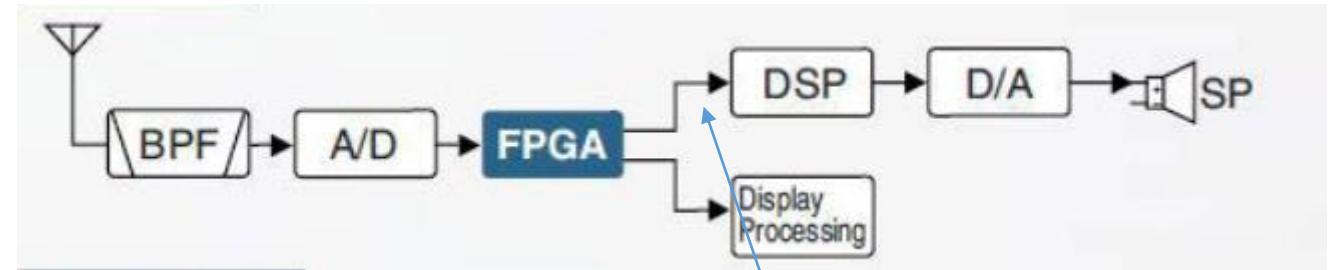 BPF
A/D
FPGA
DSP
D/A
SP
Display
Processing